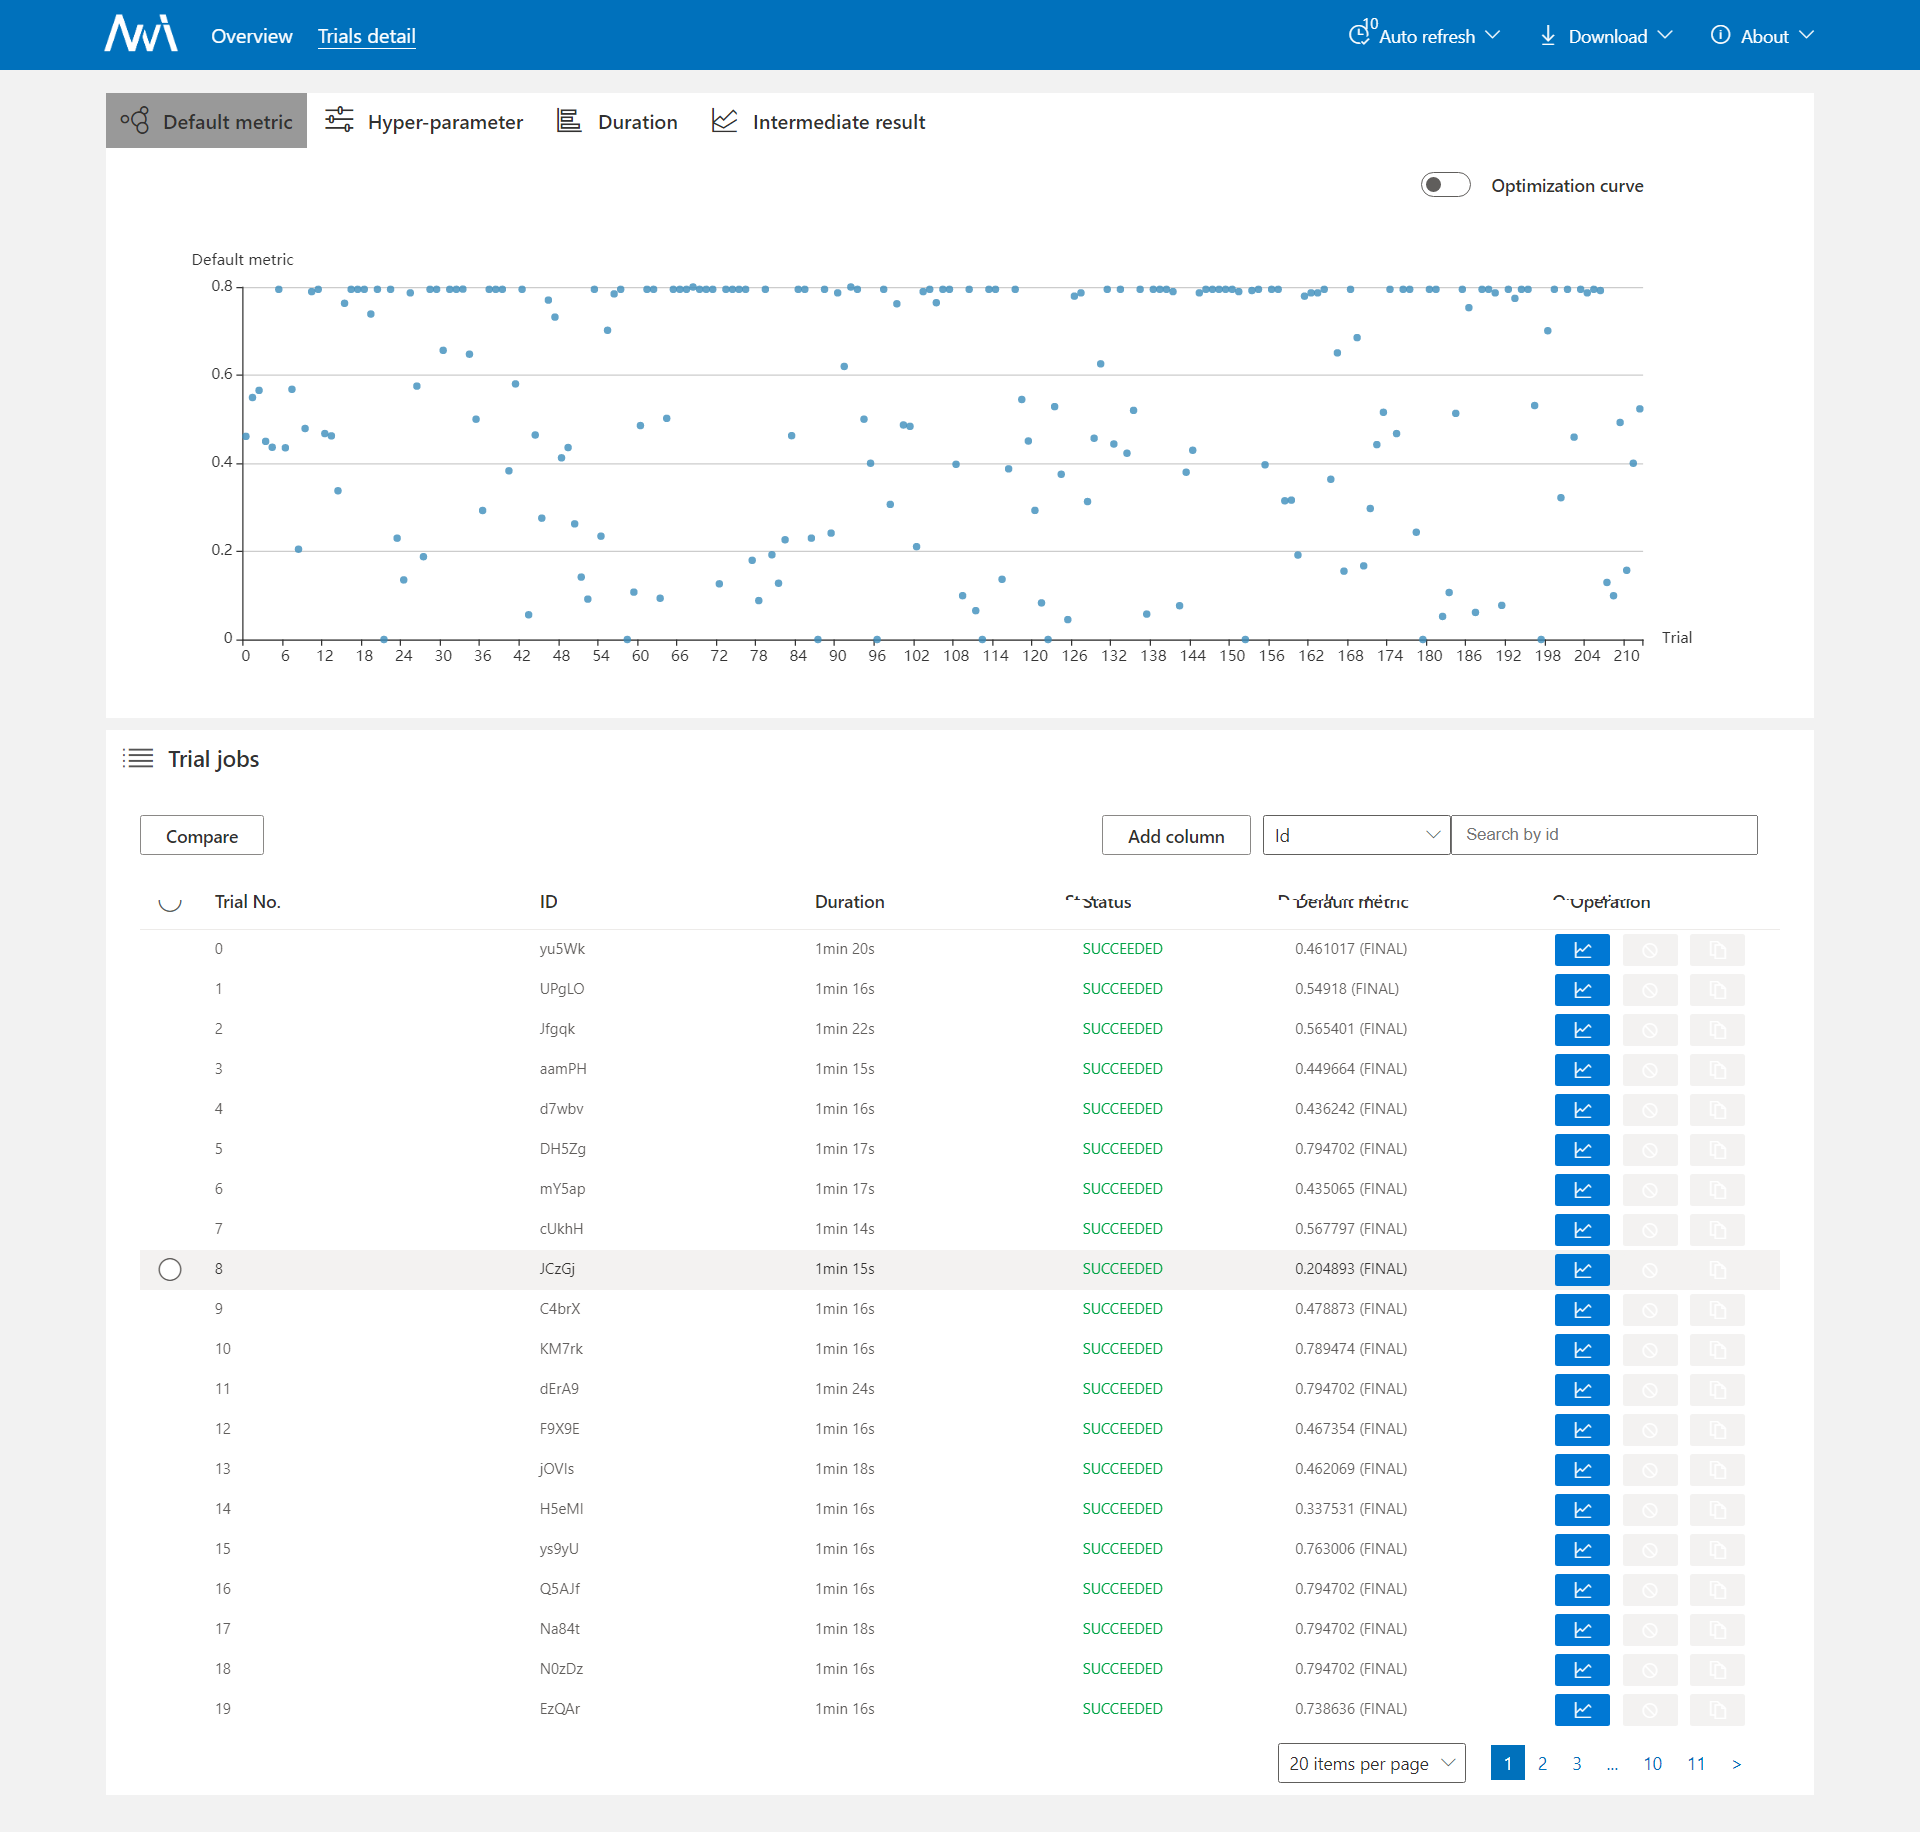 Overview Trials detail 10 Auto refresh Download About
Default metric Hyper-parameter Duration Intermediate result
Optimization curve
Default metric
0.8
0.6
0.4
0.2
0
Trial
0 6 12 18 24 30 36 42 48 54 60 66 72 78 84 90 96 102 108 114 120 126 132 138 144 150 156 162 168 174 180 186 192 198 204 210
Trial jobs
Compare Add column Id Search by id
Trial No. ID Duration Status Default metric Operation
0 yu5Wk 1min 20s SUCCEEDED 0.461017 (FINAL)
1 UPgLO 1min 16s SUCCEEDED 0.54918 (FINAL)
2 Jfgqk 1min 22s SUCCEEDED 0.565401 (FINAL)
3 aamPH 1min 15s SUCCEEDED 0.449664 (FINAL)
4 d7wbv 1min 16s SUCCEEDED 0.436242 (FINAL)
5 DH5Zg 1min 17s SUCCEEDED 0.794702 (FINAL)
6 mY5ap 1min 17s SUCCEEDED 0.435065 (FINAL)
7 cUkhH 1min 14s SUCCEEDED 0.567797 (FINAL)
8 JCzGj 1min 15s SUCCEEDED 0.204893 (FINAL)
9 C4brX 1min 16s SUCCEEDED 0.478873 (FINAL)
10 KM7rk 1min 16s SUCCEEDED 0.789474 (FINAL)
11 dErA9 1min 24s SUCCEEDED 0.794702 (FINAL)
12 F9X9E 1min 16s SUCCEEDED 0.467354 (FINAL)
13 jOVIs 1min 18s SUCCEEDED 0.462069 (FINAL)
14 H5eMI 1min 16s SUCCEEDED 0.337531 (FINAL)
15 ys9yU 1min 16s SUCCEEDED 0.763006 (FINAL)
16 Q5AJf 1min 16s SUCCEEDED 0.794702 (FINAL)
17 Na84t 1min 18s SUCCEEDED 0.794702 (FINAL)
18 N0zDz 1min 16s SUCCEEDED 0.794702 (FINAL)
19 EzQAr 1min 16s SUCCEEDED 0.738636 (FINAL)
20 items per page 1 2 3 ... 10 11 >